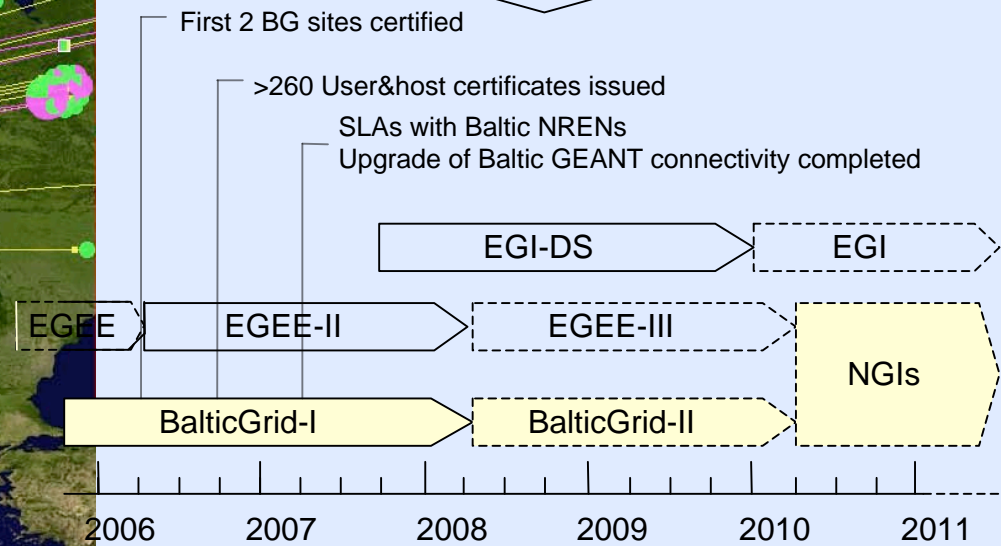 First 2 BG sites certified
>260 User&host certificates issued
SLAs with Baltic NRENs
Upgrade of Baltic GEANT connectivity completed
EGI-DS
EGI
EGEE
EGEE-II
EGEE-III
NGIs
BalticGrid-I
BalticGrid-II
2006 2007 2008 2009 2010 2011